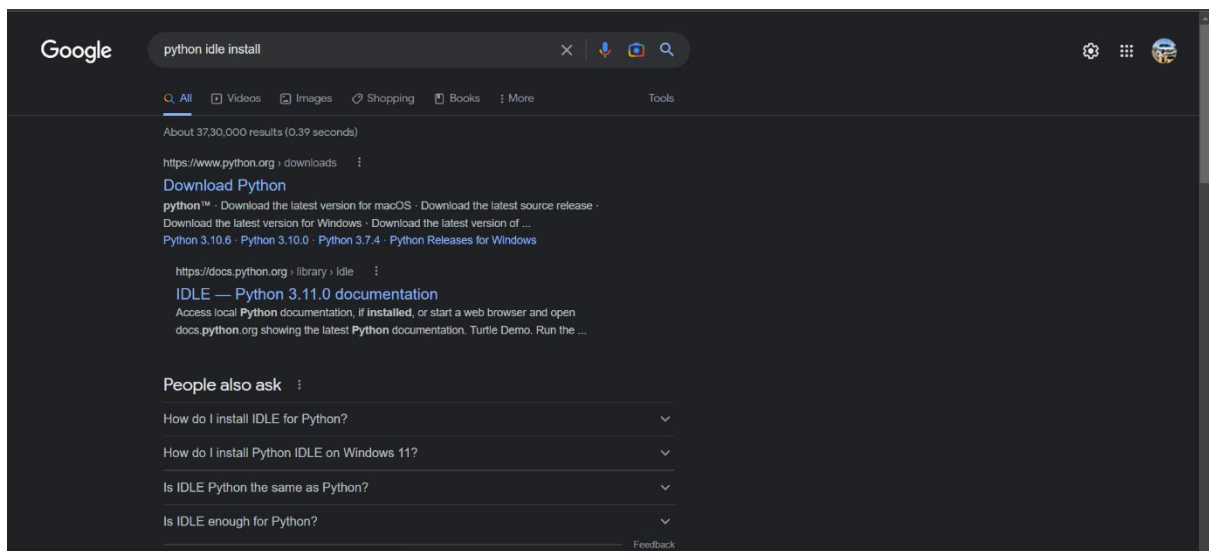 Google
python idle install
All Videos Images Shopping Books More Tools
About 37,30,000 results (0.39 seconds)
https://www.python.org › downloads
Download Python
python™ · Download the latest version for macOS · Download the latest source release ·
Download the latest version for Windows · Download the latest version of ...
Python 3.10.6 · Python 3.10.0 · Python 3.7.4 · Python Releases for Windows
https://docs.python.org › library › idle
IDLE — Python 3.11.0 documentation
Access local Python documentation, if installed, or start a web browser and open
docs.python.org showing the latest Python documentation. Turtle Demo. Run the ...
People also ask
How do I install IDLE for Python?
How do I install Python IDLE on Windows 11?
Is IDLE Python the same as Python?
Is IDLE enough for Python?
Feedback